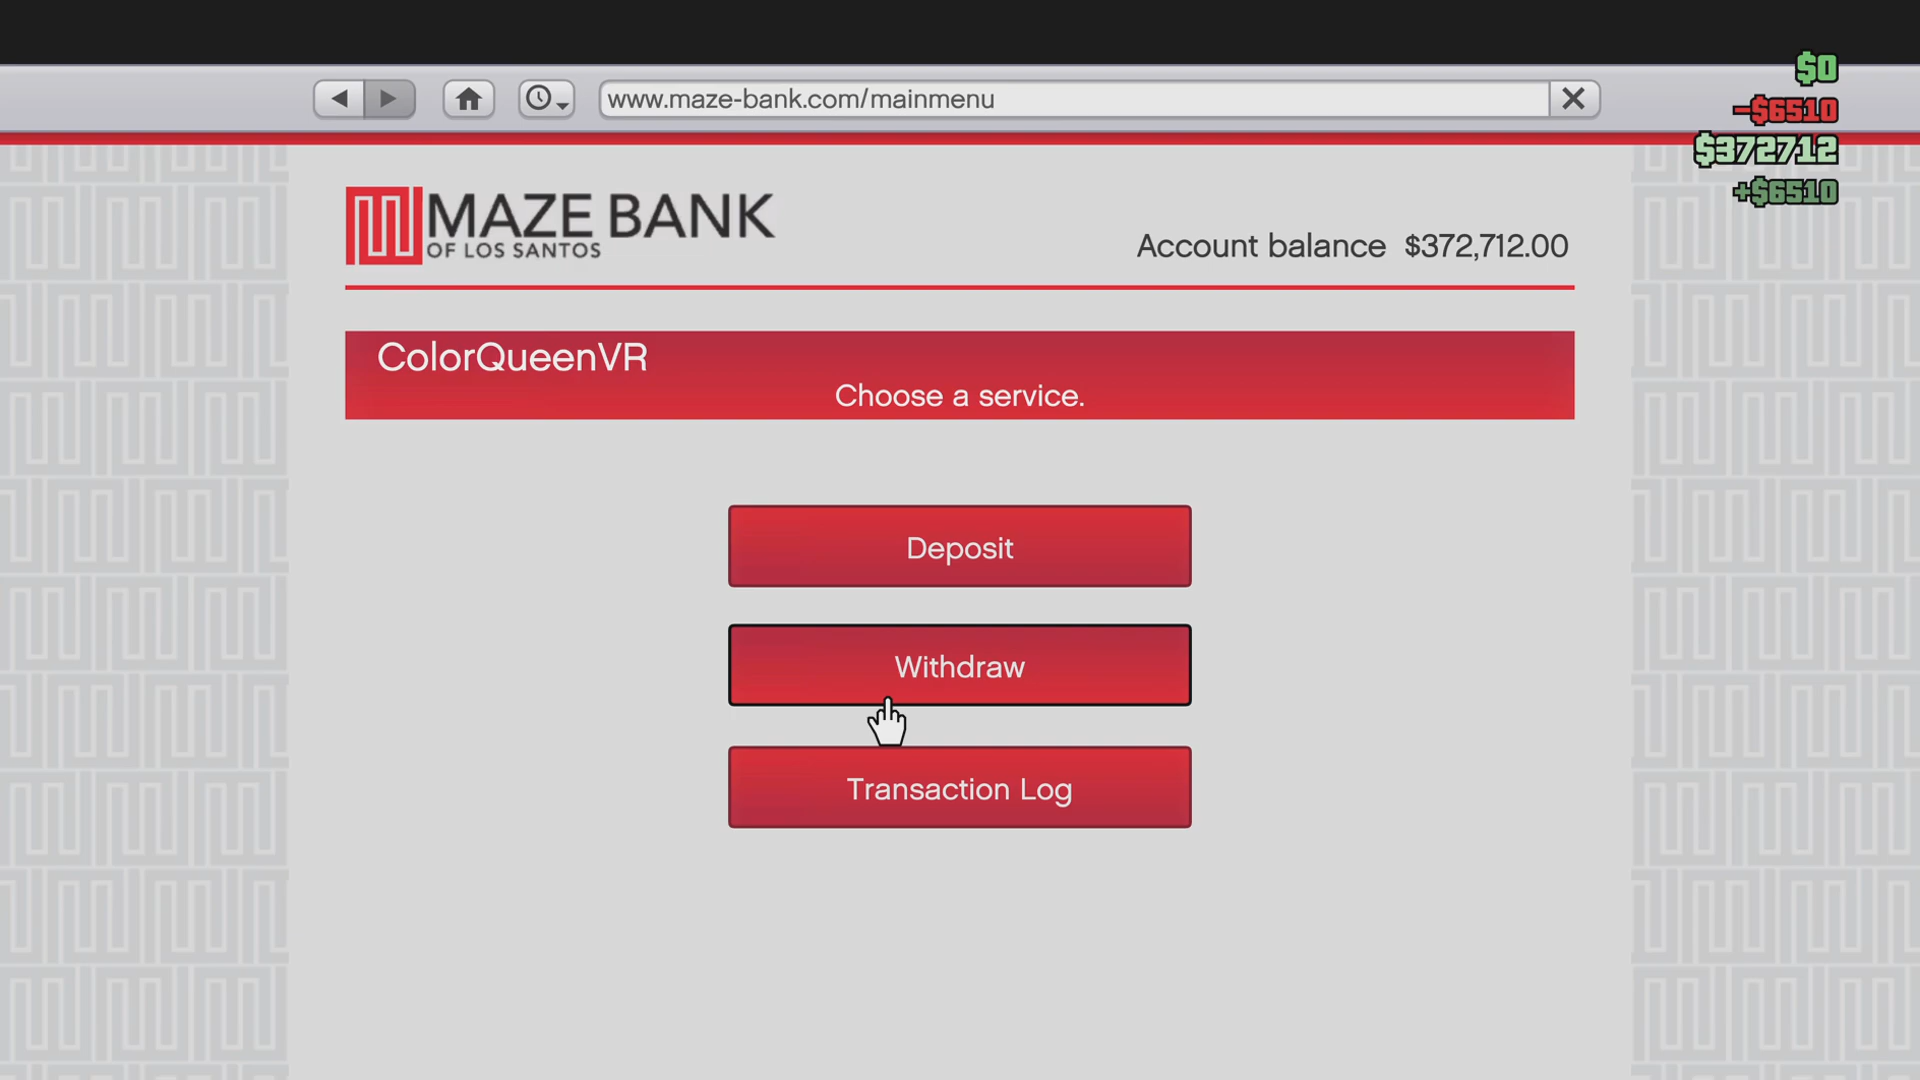 www.maze-bank.com/mainmenu
$0
-$6510
$372712
+$6510
MAZE BANK
OF LOS SANTOS
Account balance $372,712.00
ColorQueenVR
Choose a service.
Deposit
Withdraw
Transaction Log